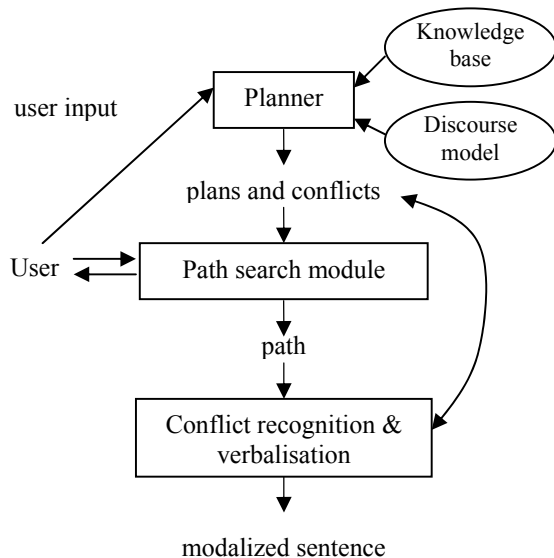 Knowledge
base
Planner
user input
Discourse
model
plans and conflicts
User
Path search module
path
Conflict recognition &
verbalisation
modalized sentence